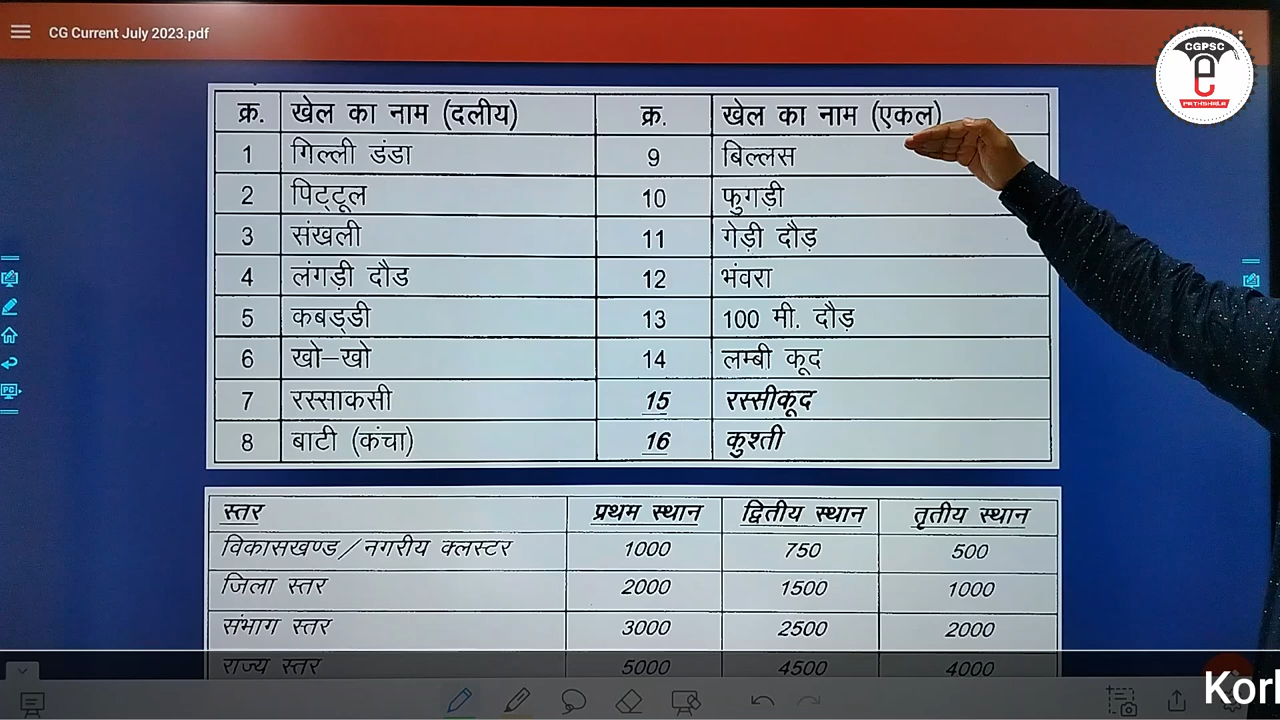 CG Current July 2023.pdf
CGPSC
e
PATHSHALA
क्र. खेल का नाम (दलीय) क्र. खेल का नाम (एकल)
1 गिल्ली डंडा 9 बिल्लस
2 पिट्टूल 10 फुगड़ी
3 संखली 11 गेड़ी दौड़
4 लंगड़ी दौड 12 भंवरा
5 कबड्डी 13 100 मी. दौड़
6 खो–खो 14 लम्बी कूद
7 रस्साकसी 15 रस्सीकूद
8 बाटी (कंचा) 16 कुश्ती
स्तर प्रथम स्थान द्वितीय स्थान तृतीय स्थान
विकासखण्ड/नगरीय क्लस्टर 1000 750 500
जिला स्तर 2000 1500 1000
संभाग स्तर 3000 2500 2000
राज्य स्तर 5000 4500 4000